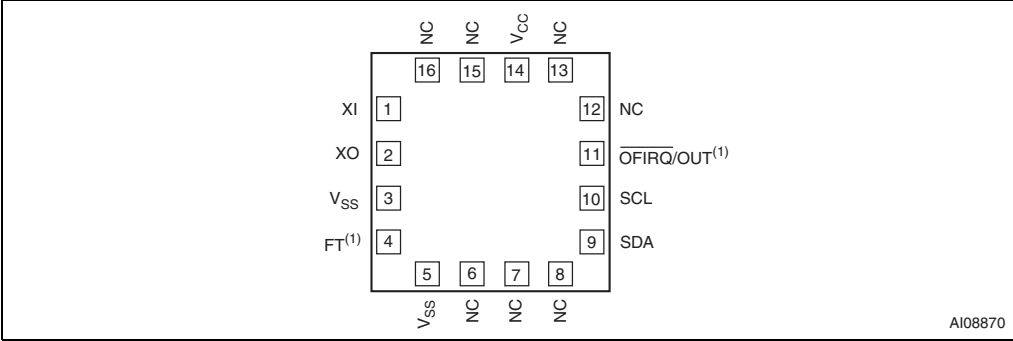 NC NC VCC NC
16 15 14 13
XI 1 12 NC
XO 2 11 OFIRQ/OUT(1)
VSS 3 10 SCL
FT(1) 4 9 SDA
5 6 7 8
VSS NC NC NC
AI08870